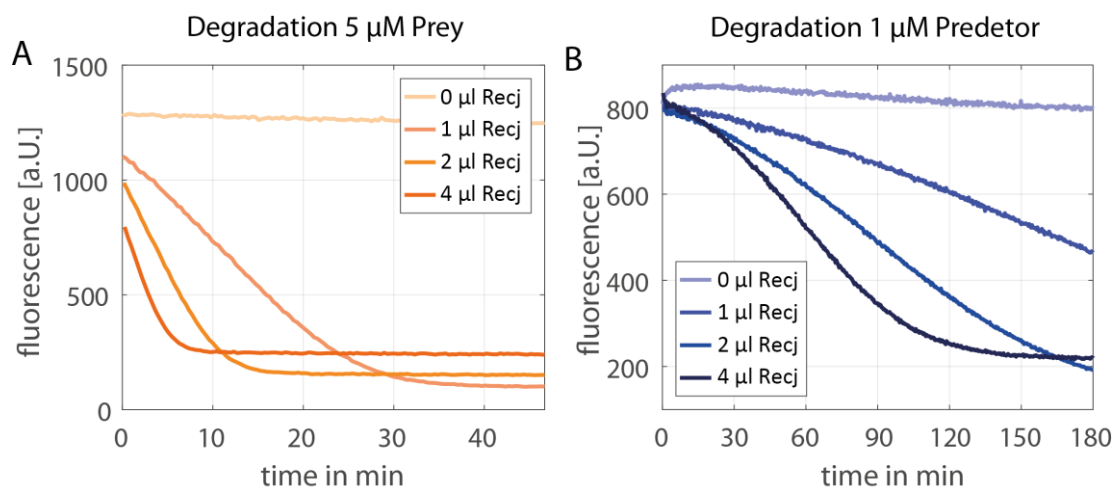 Degradation 5 µM Prey
A
1500
1000
500
0
fluorescence [a.U.]
0 µl Recj
1 µl Recj
2 µl Recj
4 µl Recj
0 10 20 30 40
time in min
Degradation 1 µM Predetor
B
800
600
400
200
fluorescence [a.U.]
0 µl Recj
1 µl Recj
2 µl Recj
4 µl Recj
0 30 60 90 120 150 180
time in min